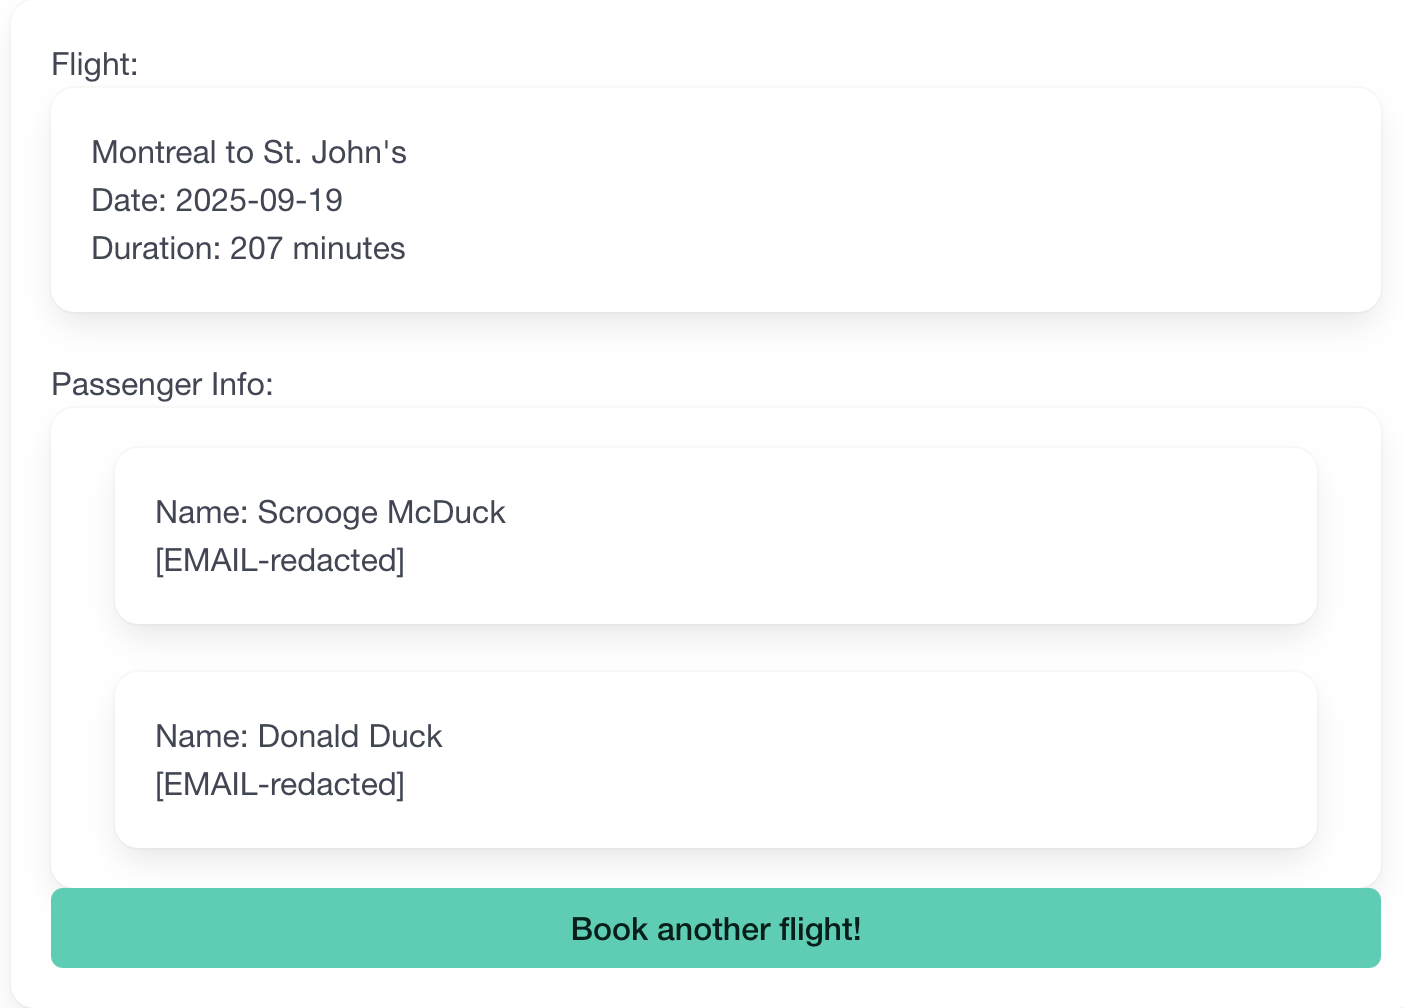 Flight:
Montreal to St. John's
Date: 2025-09-19
Duration: 207 minutes
Passenger Info:
Name: Scrooge McDuck
[EMAIL-redacted]
Name: Donald Duck
[EMAIL-redacted]
Book another flight!